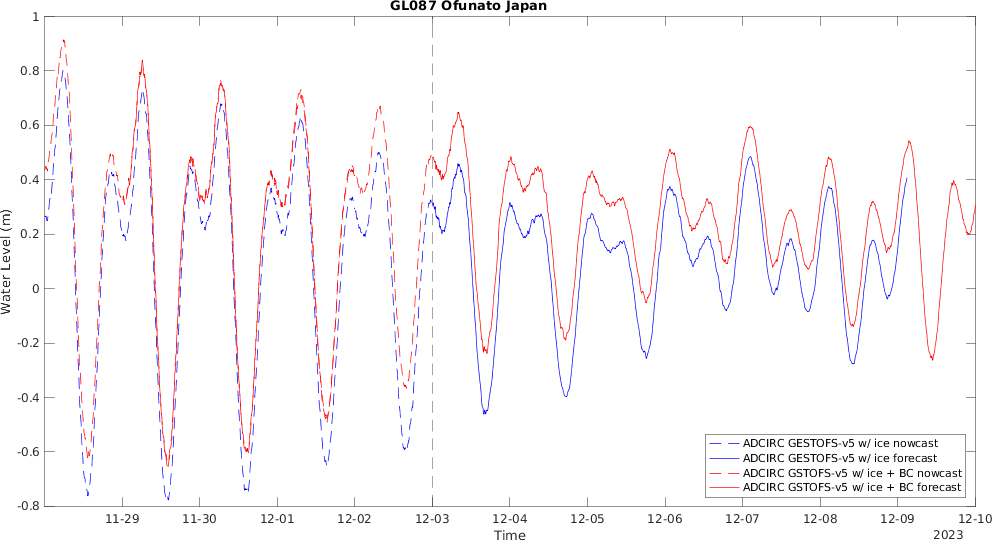 GL087 Ofunato Japan
Water Level (m)
1
0.8
0.6
0.4
0.2
0
-0.2
-0.4
-0.6
-0.8
ADCIRC GESTOFS-v5 w/ ice nowcast
ADCIRC GESTOFS-v5 w/ ice forecast
ADCIRC GSTOFS-v5 w/ ice + BC nowcast
ADCIRC GSTOFS-v5 w/ ice + BC forecast
11-29 11-30 12-01 12-02 12-03 12-04 12-05 12-06 12-07 12-08 12-09 12-10
Time
2023